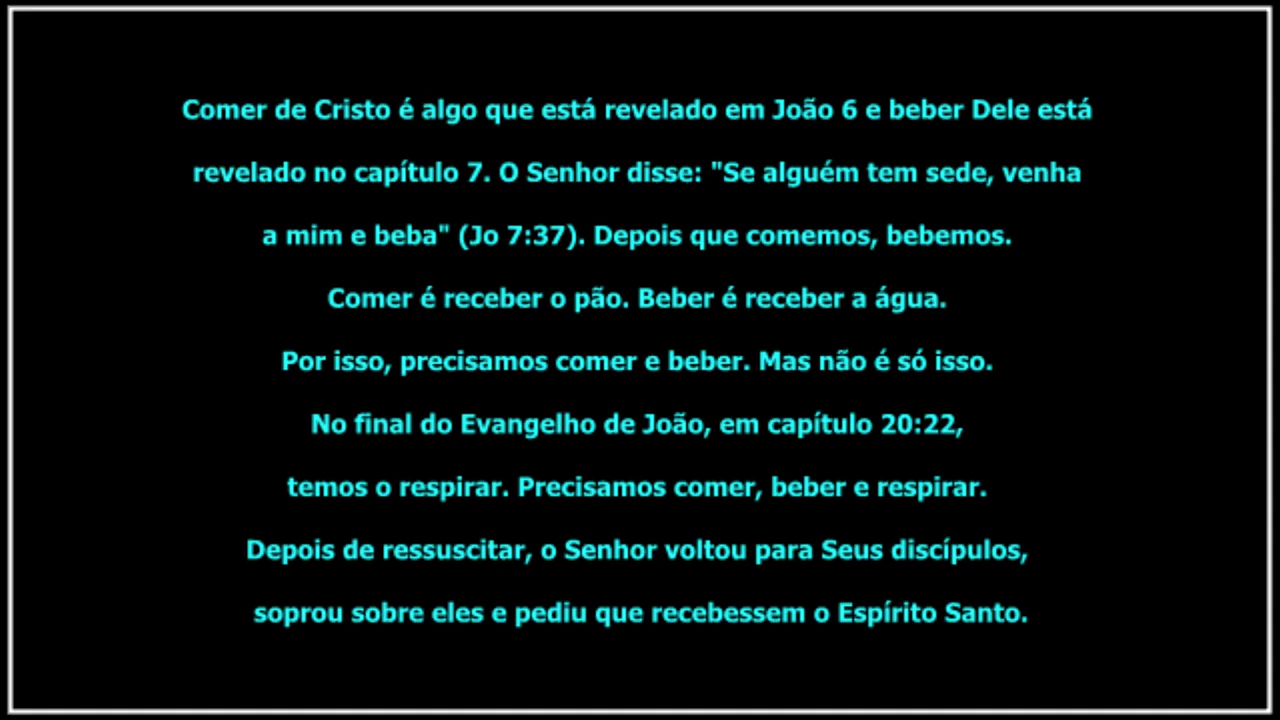 Comer de Cristo é algo que está revelado em João 6 e beber Dele está
revelado no capítulo 7. O Senhor disse: "Se alguém tem sede, venha
a mim e beba" (Jo 7:37). Depois que comemos, bebemos.
Comer é receber o pão. Beber é receber a água.
Por isso, precisamos comer e beber. Mas não é só isso.
No final do Evangelho de João, em capítulo 20:22,
temos o respirar. Precisamos comer, beber e respirar.
Depois de ressuscitar, o Senhor voltou para Seus discípulos,
soprou sobre eles e pediu que recebessem o Espírito Santo.